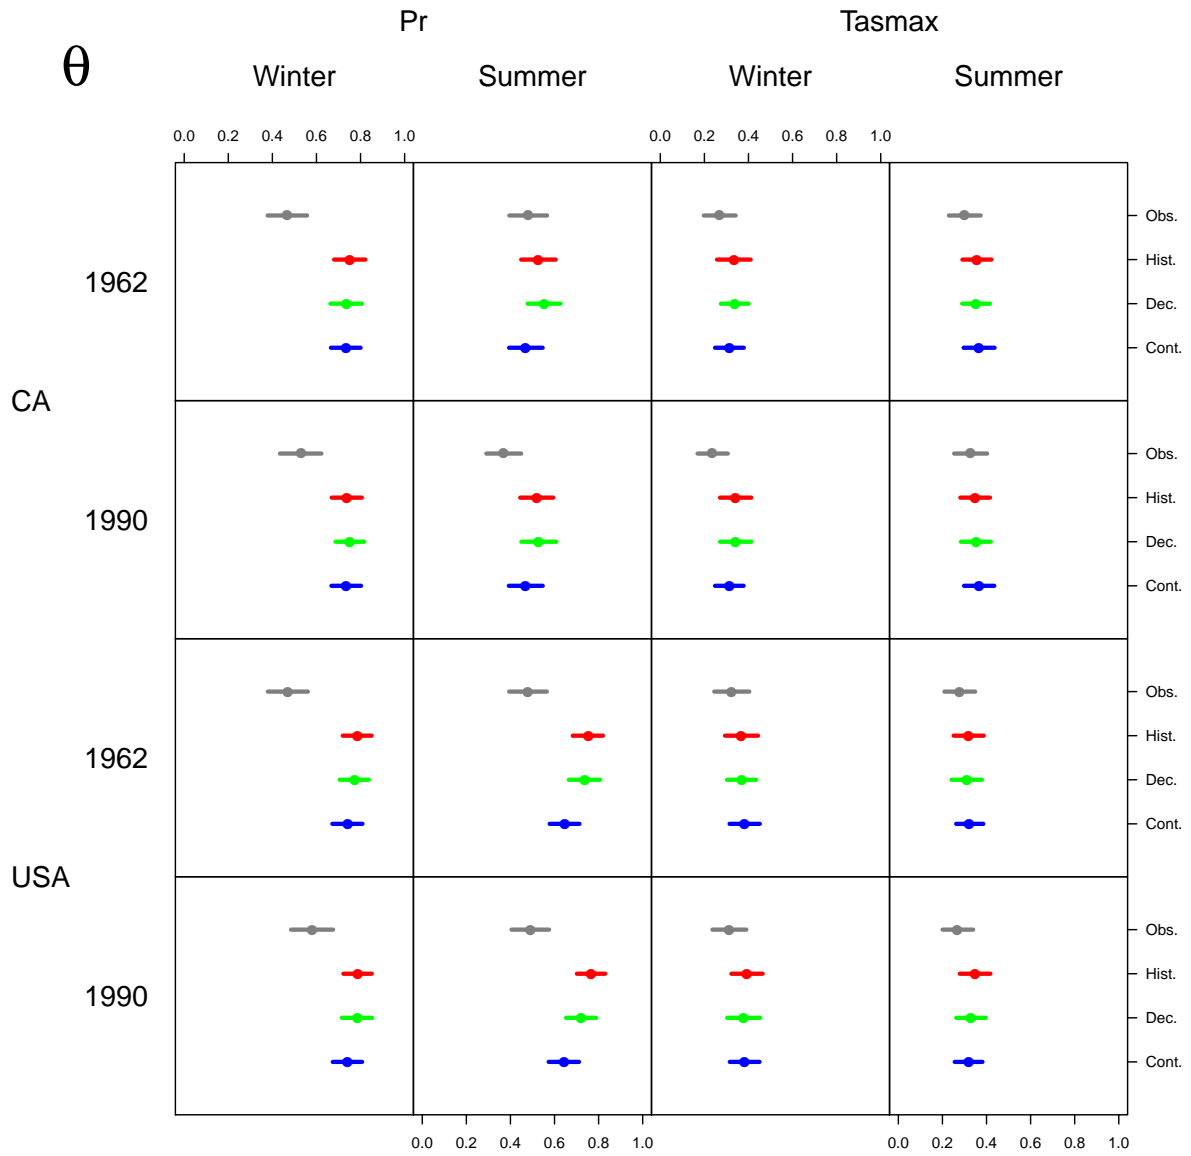 Pr Tasmax
θ
Winter Summer Winter Summer
0.0 0.2 0.4 0.6 0.8 1.0 0.0 0.2 0.4 0.6 0.8 1.0
Obs.
Hist.
1962
Dec.
Cont.
CA
Obs.
Hist.
1990
Dec.
Cont.
Obs.
Hist.
1962
Dec.
Cont.
USA
Obs.
Hist.
1990
Dec.
Cont.
0.0 0.2 0.4 0.6 0.8 1.0 0.0 0.2 0.4 0.6 0.8 1.0